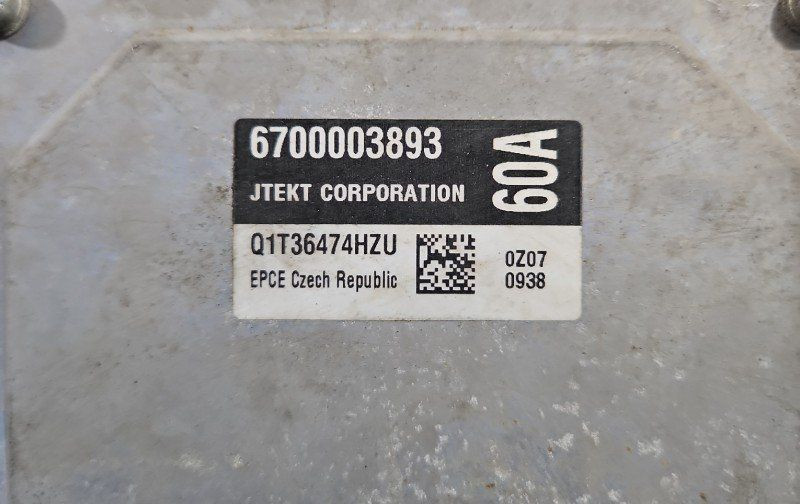 6700003893
JTEKT CORPORATION
60A
Q1T36474HZU
EPCE Czech Republic
0Z07
0938